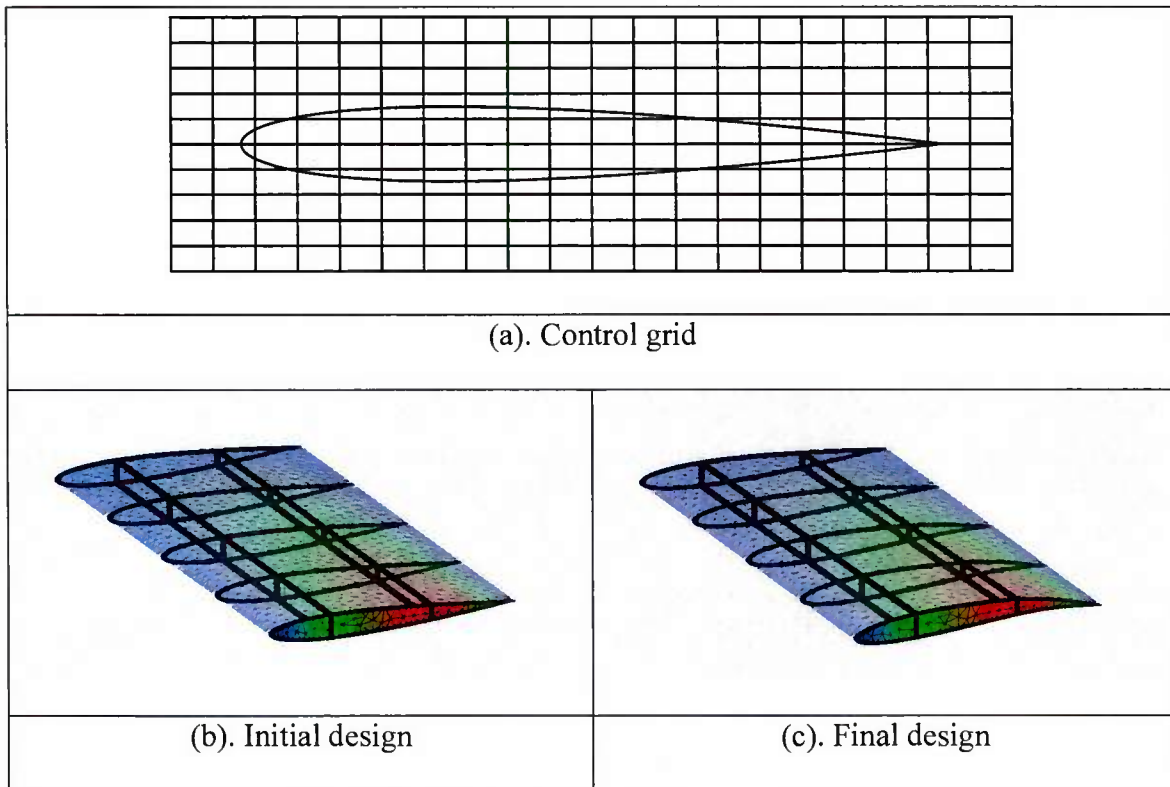 (a). Control grid
(b). Initial design
(c). Final design